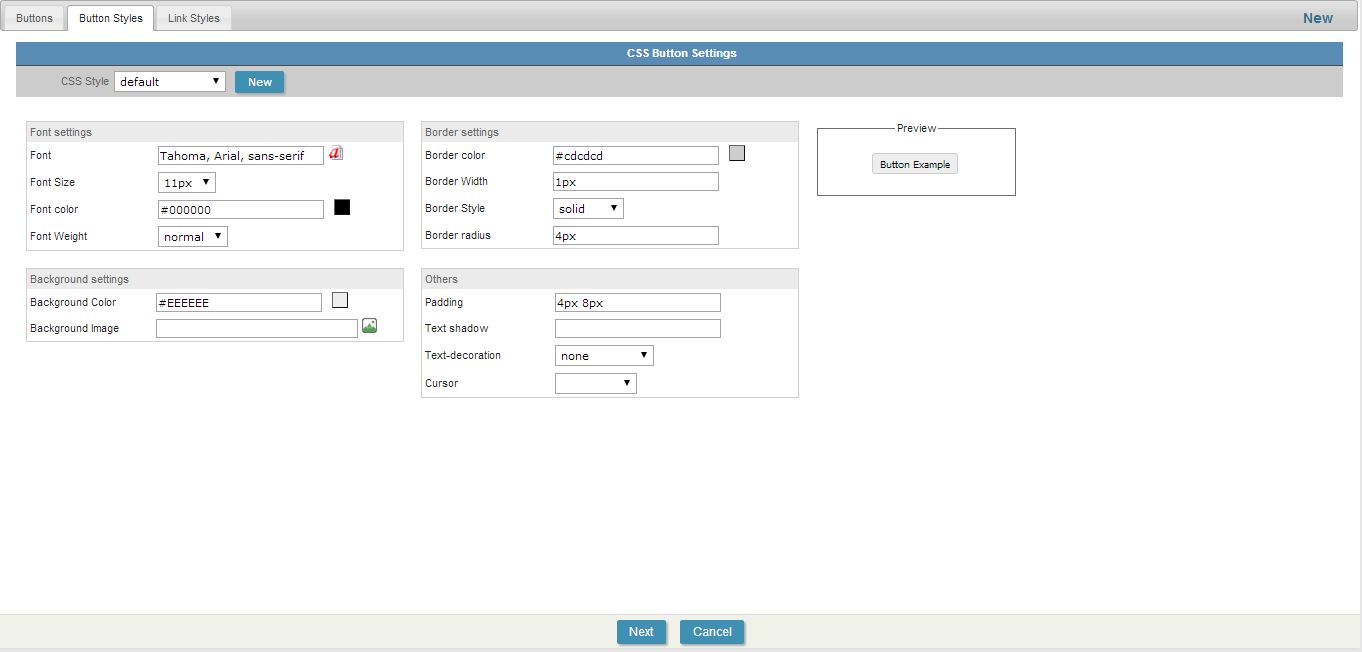 Buttons Button Styles Link Styles New
CSS Button Settings
CSS Style default New
Font settings
Font Tahoma, Arial, sans-serif
Font Size 11px
Font color #000000
Font Weight normal
Border settings
Border color #cdcdcd
Border Width 1px
Border Style solid
Border radius 4px
Preview
Button Example
Background settings
Background Color #EEEEEE
Background Image
Others
Padding 4px 8px
Text shadow
Text-decoration none
Cursor
Next Cancel